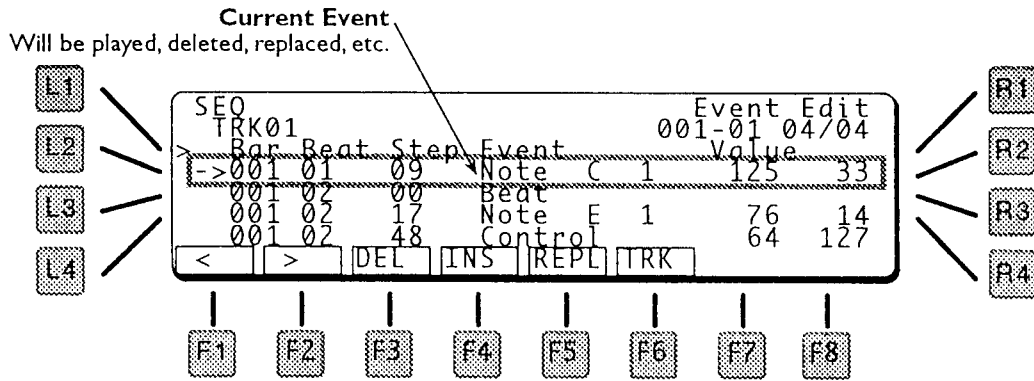 Current Event
Will be played, deleted, replaced, etc.
L1
L2
L3
L4
SEQ Event Edit
TRK01 001-01 04/04
> Bar Beat Step Event Value
->001 01 09 Note C 1 125 33
001 02 00 Beat
001 02 17 Note E 1 76 14
001 02 48 Control 64 127
< > DEL INS REPL TRK
R1
R2
R3
R4
F1 F2 F3 F4 F5 F6 F7 F8